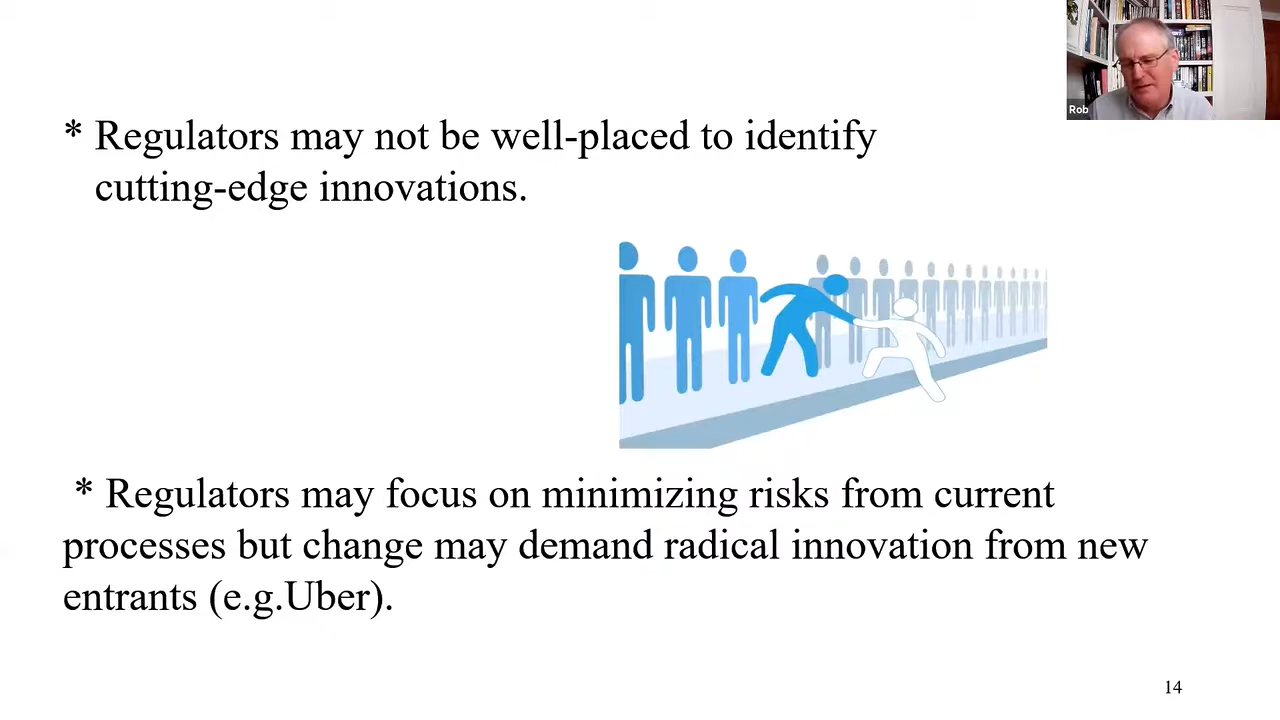 Rob
* Regulators may not be well-placed to identify
cutting-edge innovations.
* Regulators may focus on minimizing risks from current
processes but change may demand radical innovation from new
entrants (e.g.Uber).
14